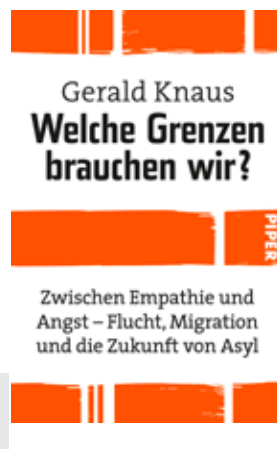 Gerald Knaus
Welche Grenzen
brauchen wir?
PIPER
Zwischen Empathie und
Angst – Flucht, Migration
und die Zukunft von Asyl